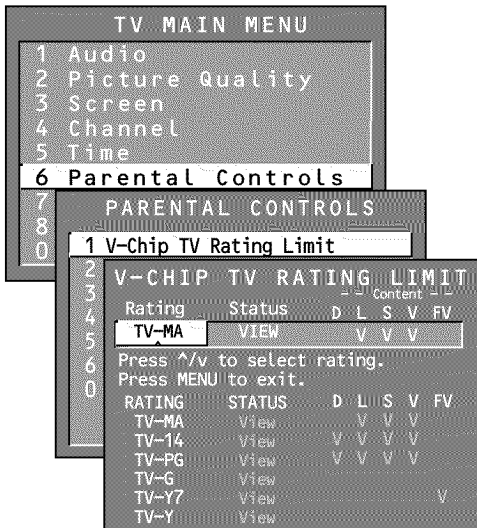 TV MAIN MENU
1 Audio
2 Picture Quality
3 Screen
4 Channel
5 Time
6 Parental Controls
7
8
0
PARENTAL CONTROLS
1 V-Chip TV Rating Limit
2
3
4
5
6
0
V-CHIP TV RATING LIMIT
– – Content – –
Rating Status D L S V FV
TV-MA VIEW V V V
Press ^/v to select rating.
Press MENU to exit.
RATING STATUS D L S V FV
TV-MA View V V V
TV-14 View V V V V
TV-PG View V V V V
TV-G View
TV-Y7 View V
TV-Y View